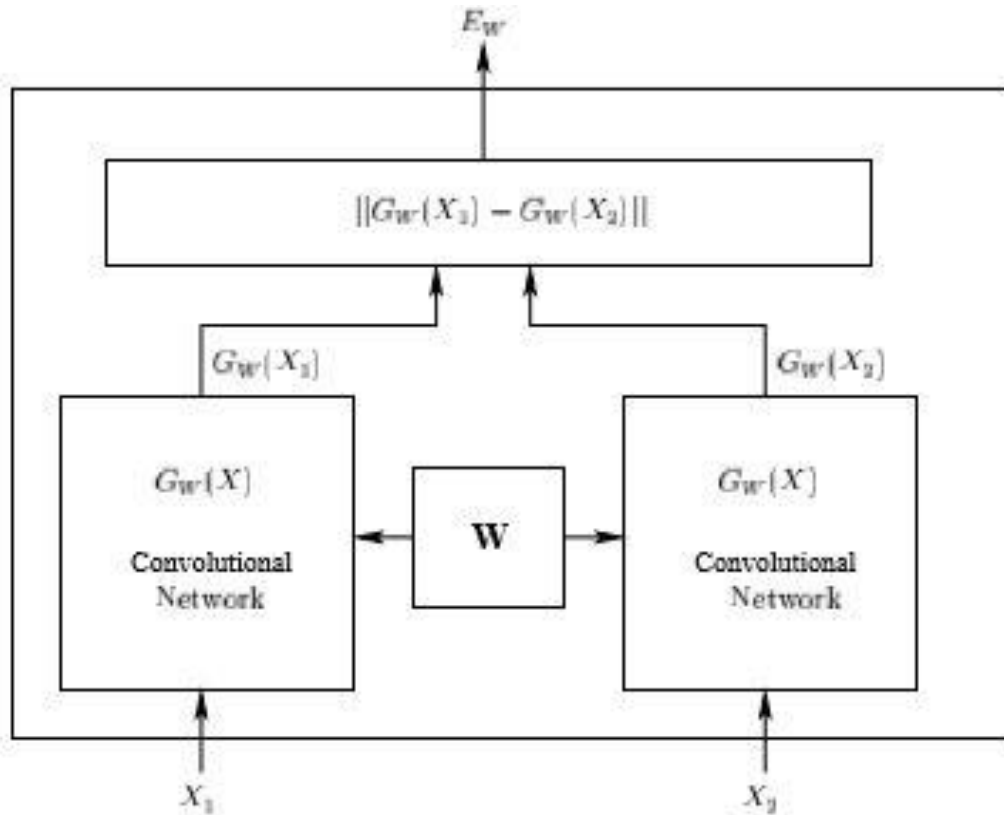 E_W
||G_W(X_1) − G_W(X_2)||
G_W(X_1)
G_W(X_2)
G_W(X)
Convolutional
Network
W
G_W(X)
Convolutional
Network
X_1
X_2